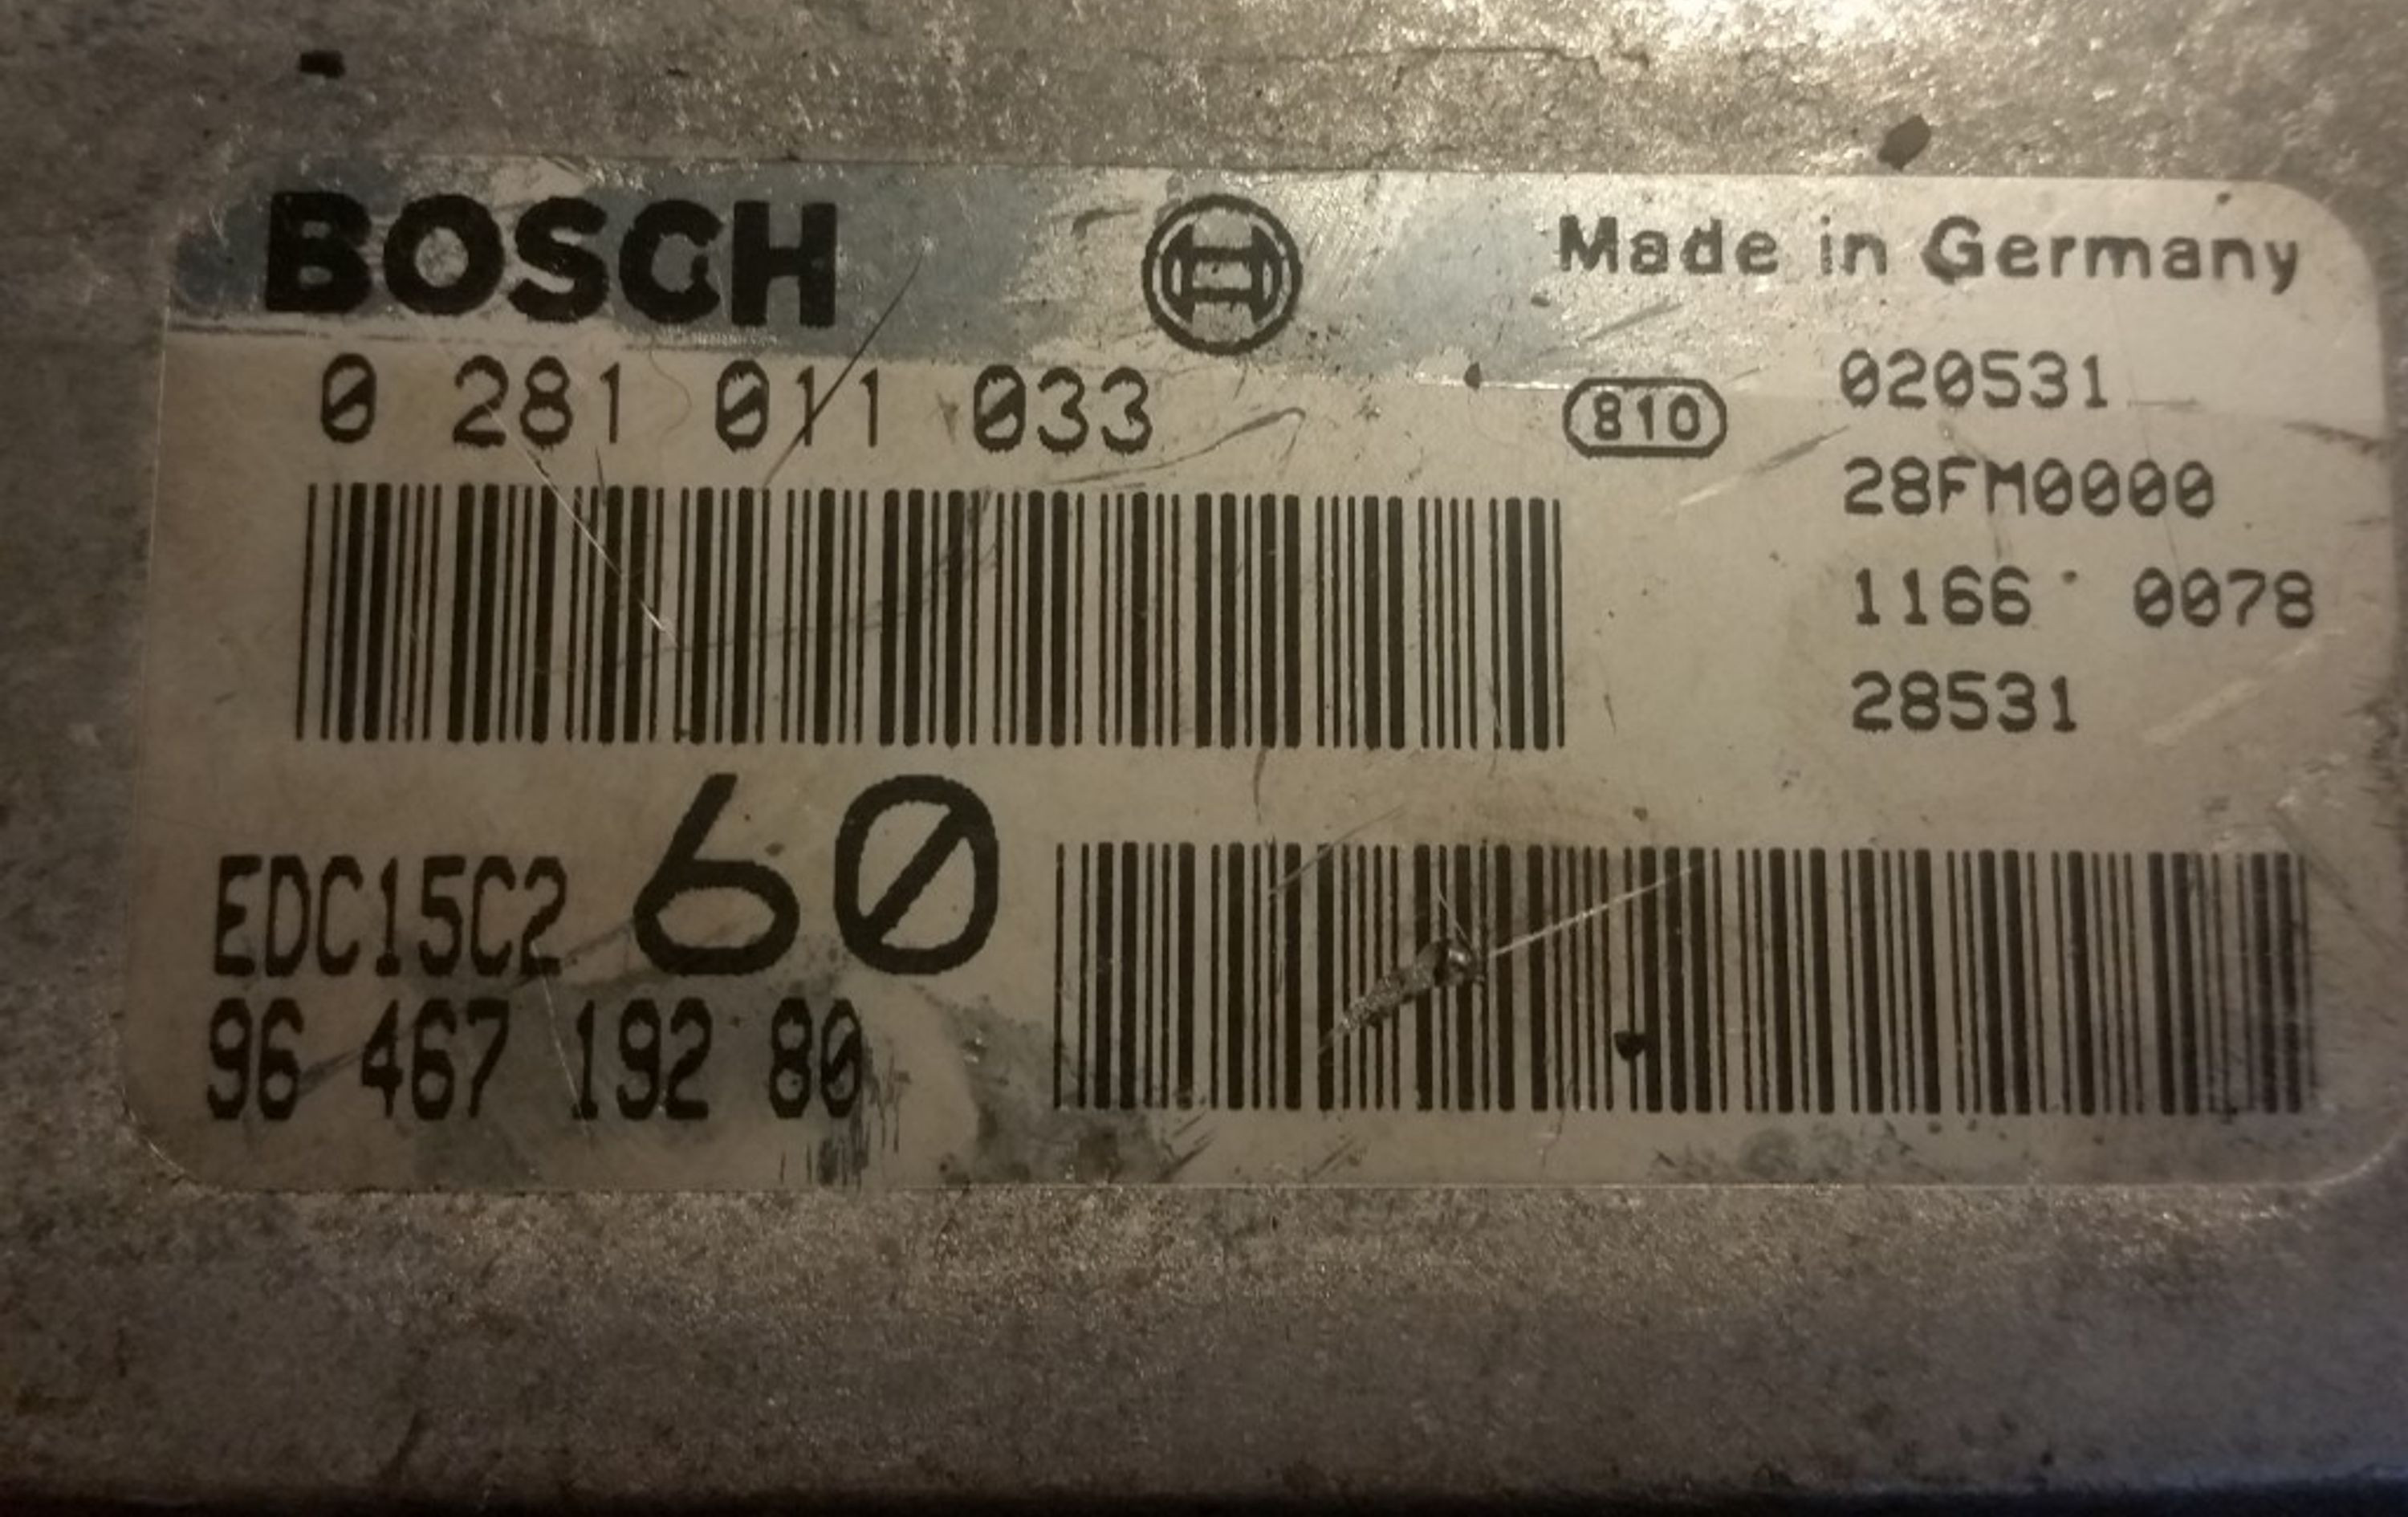 BOSCH
Made in Germany
0 281 011 033
810
020531
28FM0000
1166 0078
28531
EDC15C2 60
96 467 192 80